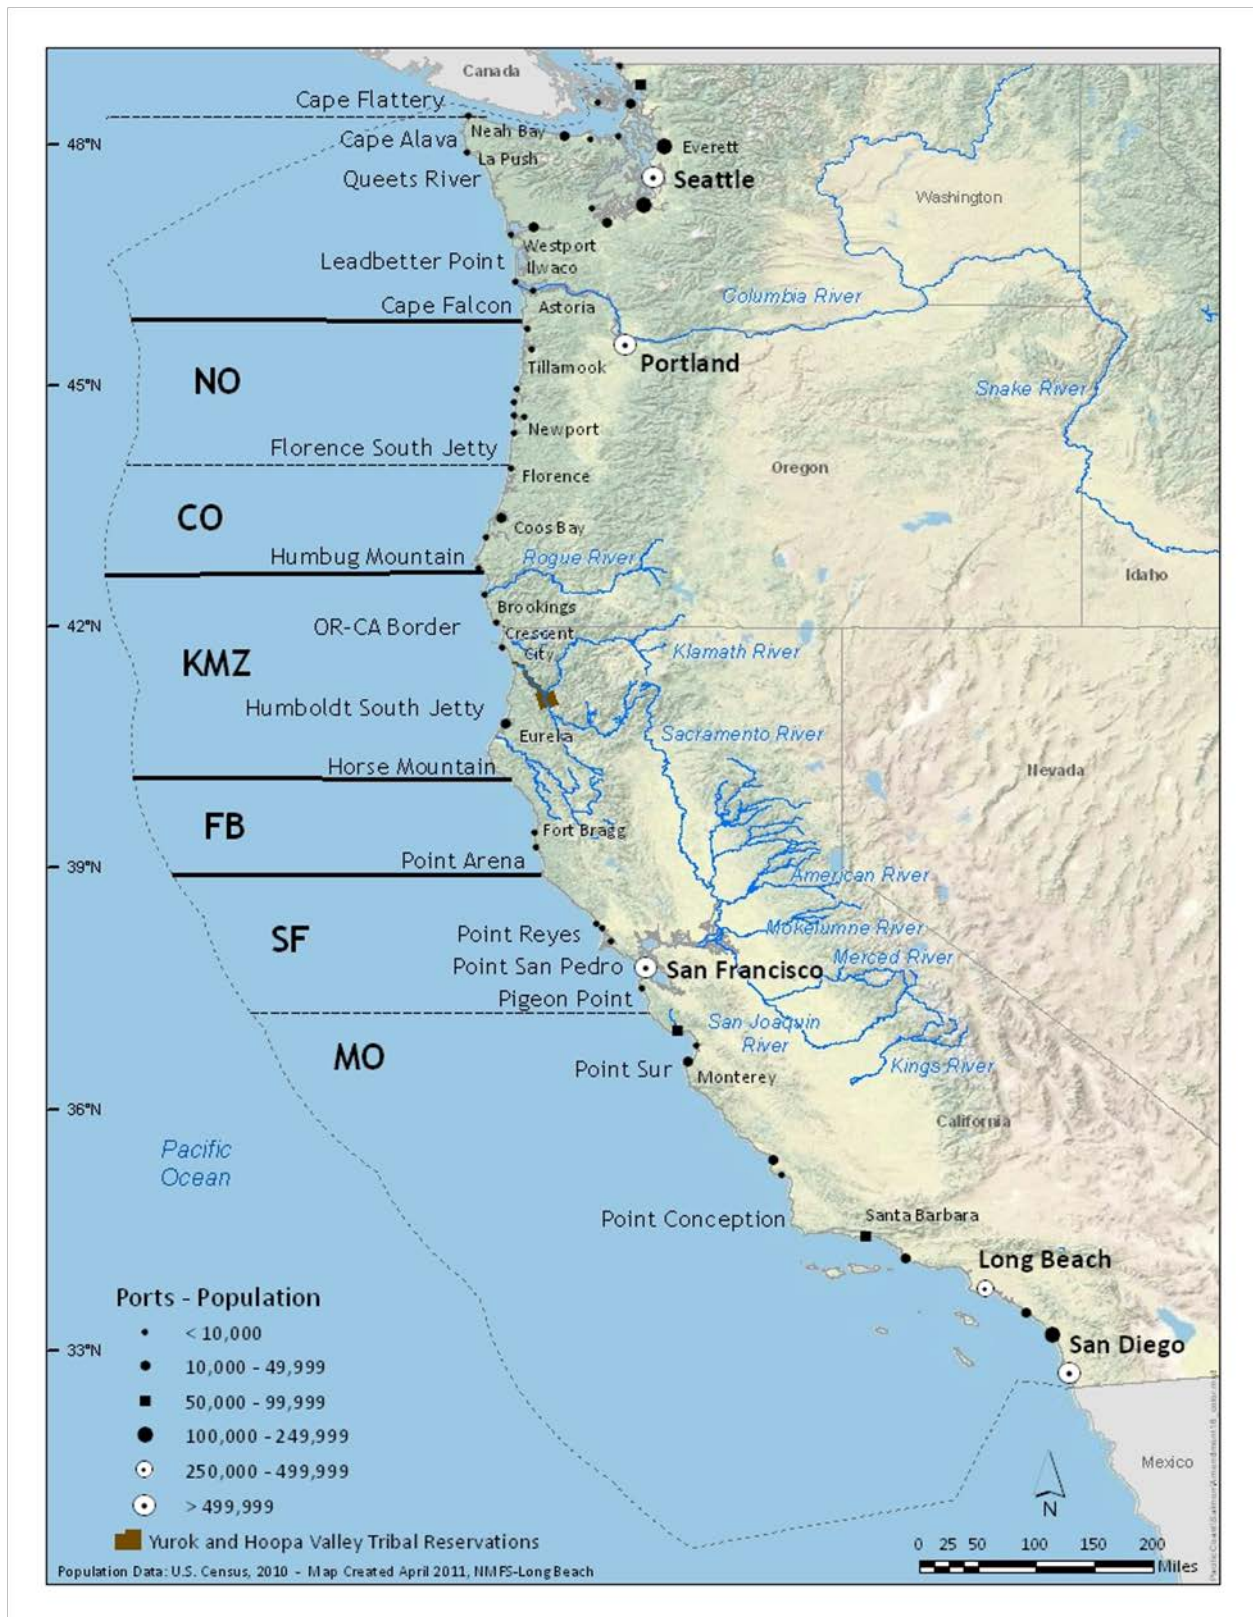 Canada
Cape Flattery
Neah Bay
Cape Alava
48°N
Everett
La Push
Queets River
Seattle
Washington
Westport
Leadbetter Point
Ilwaco
Columbia River
Cape Falcon
Astoria
Portland
Tillamook
NO
45°N
Snake River
Newport
Florence South Jetty
Oregon
Florence
CO
Coos Bay
Humbug Mountain
Rogue River
Idaho
Brookings
OR-CA Border
42°N
Crescent
City
Klamath River
KMZ
Humboldt South Jetty
Eureka
Sacramento River
Horse Mountain
Nevada
FB
Fort Bragg
Point Arena
39°N
American River
Mokelumne River
Point Reyes
SF
Merced River
Point San Pedro
San Francisco
Pigeon Point
San Joaquin
River
MO
Kings River
Point Sur
Monterey
36°N
California
Pacific
Ocean
Point Conception
Santa Barbara
Long Beach
Ports - Population
< 10,000
33°N
San Diego
10,000 - 49,999
50,000 - 99,999
100,000 - 249,999
250,000 - 499,999
> 499,999
Mexico
N
Yurok and Hoopa Valley Tribal Reservations
0 25 50 100 150 200
Miles
Population Data: U.S. Census, 2010 - Map Created April 2011, NMFS-Long Beach